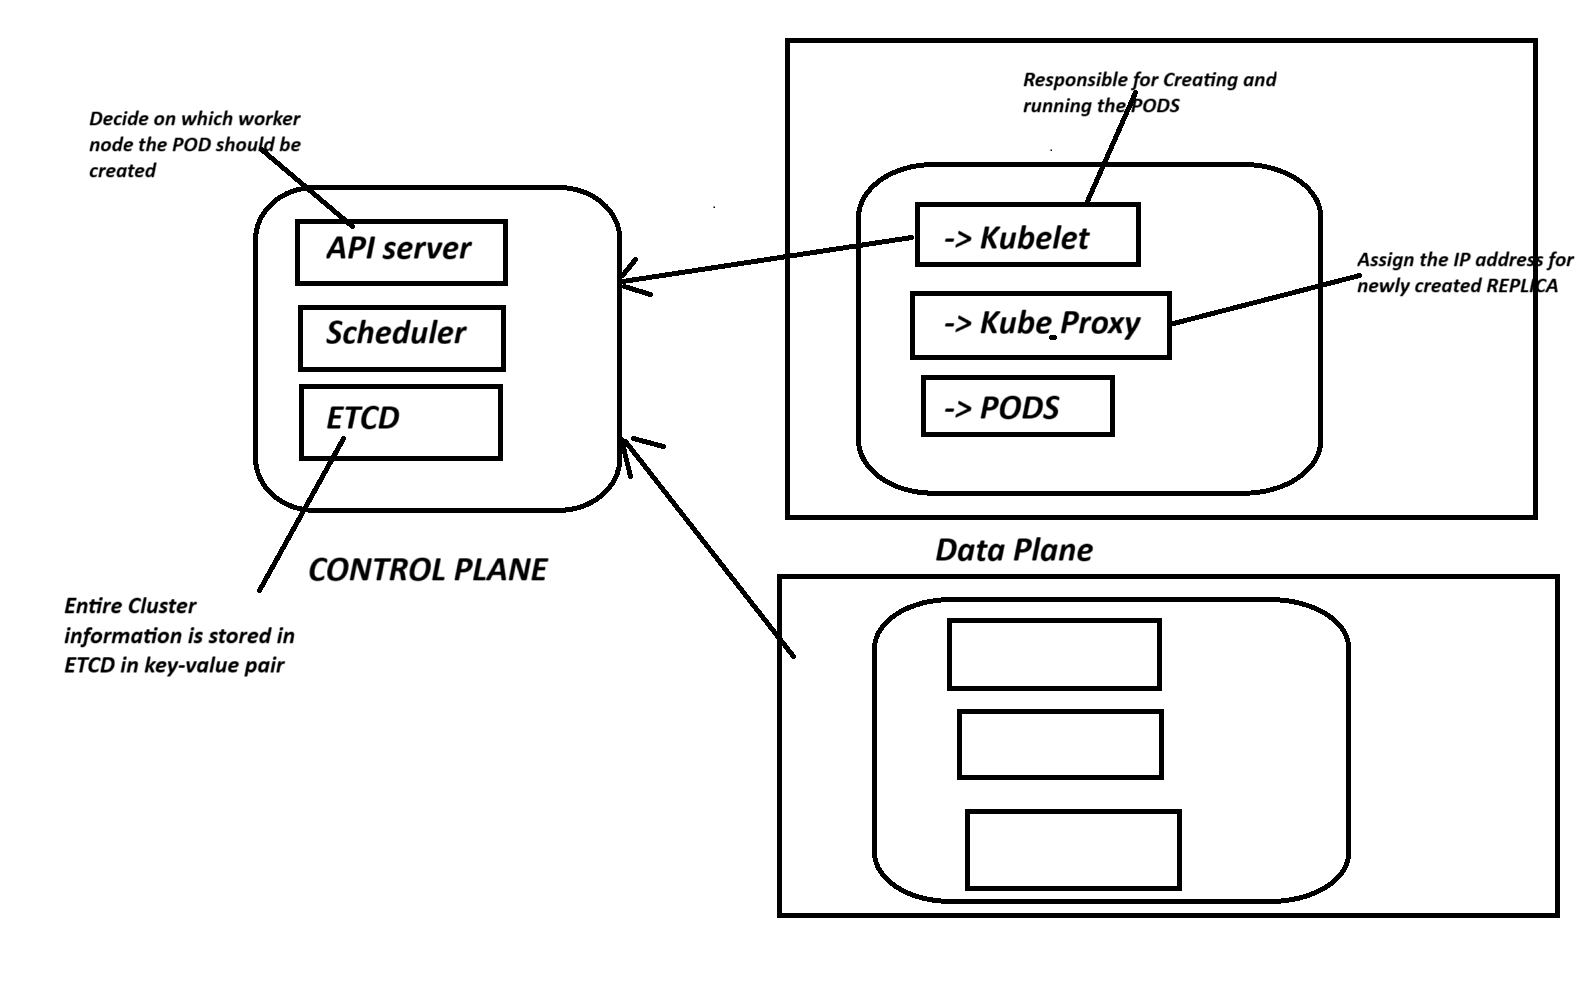 Decide on which worker
node the POD should be
created
API server
Scheduler
ETCD
CONTROL PLANE
Entire Cluster
information is stored in
ETCD in key-value pair
Responsible for Creating and
running the PODS
-> Kubelet
-> Kube Proxy
-> PODS
Assign the IP address for
newly created REPLICA
Data Plane